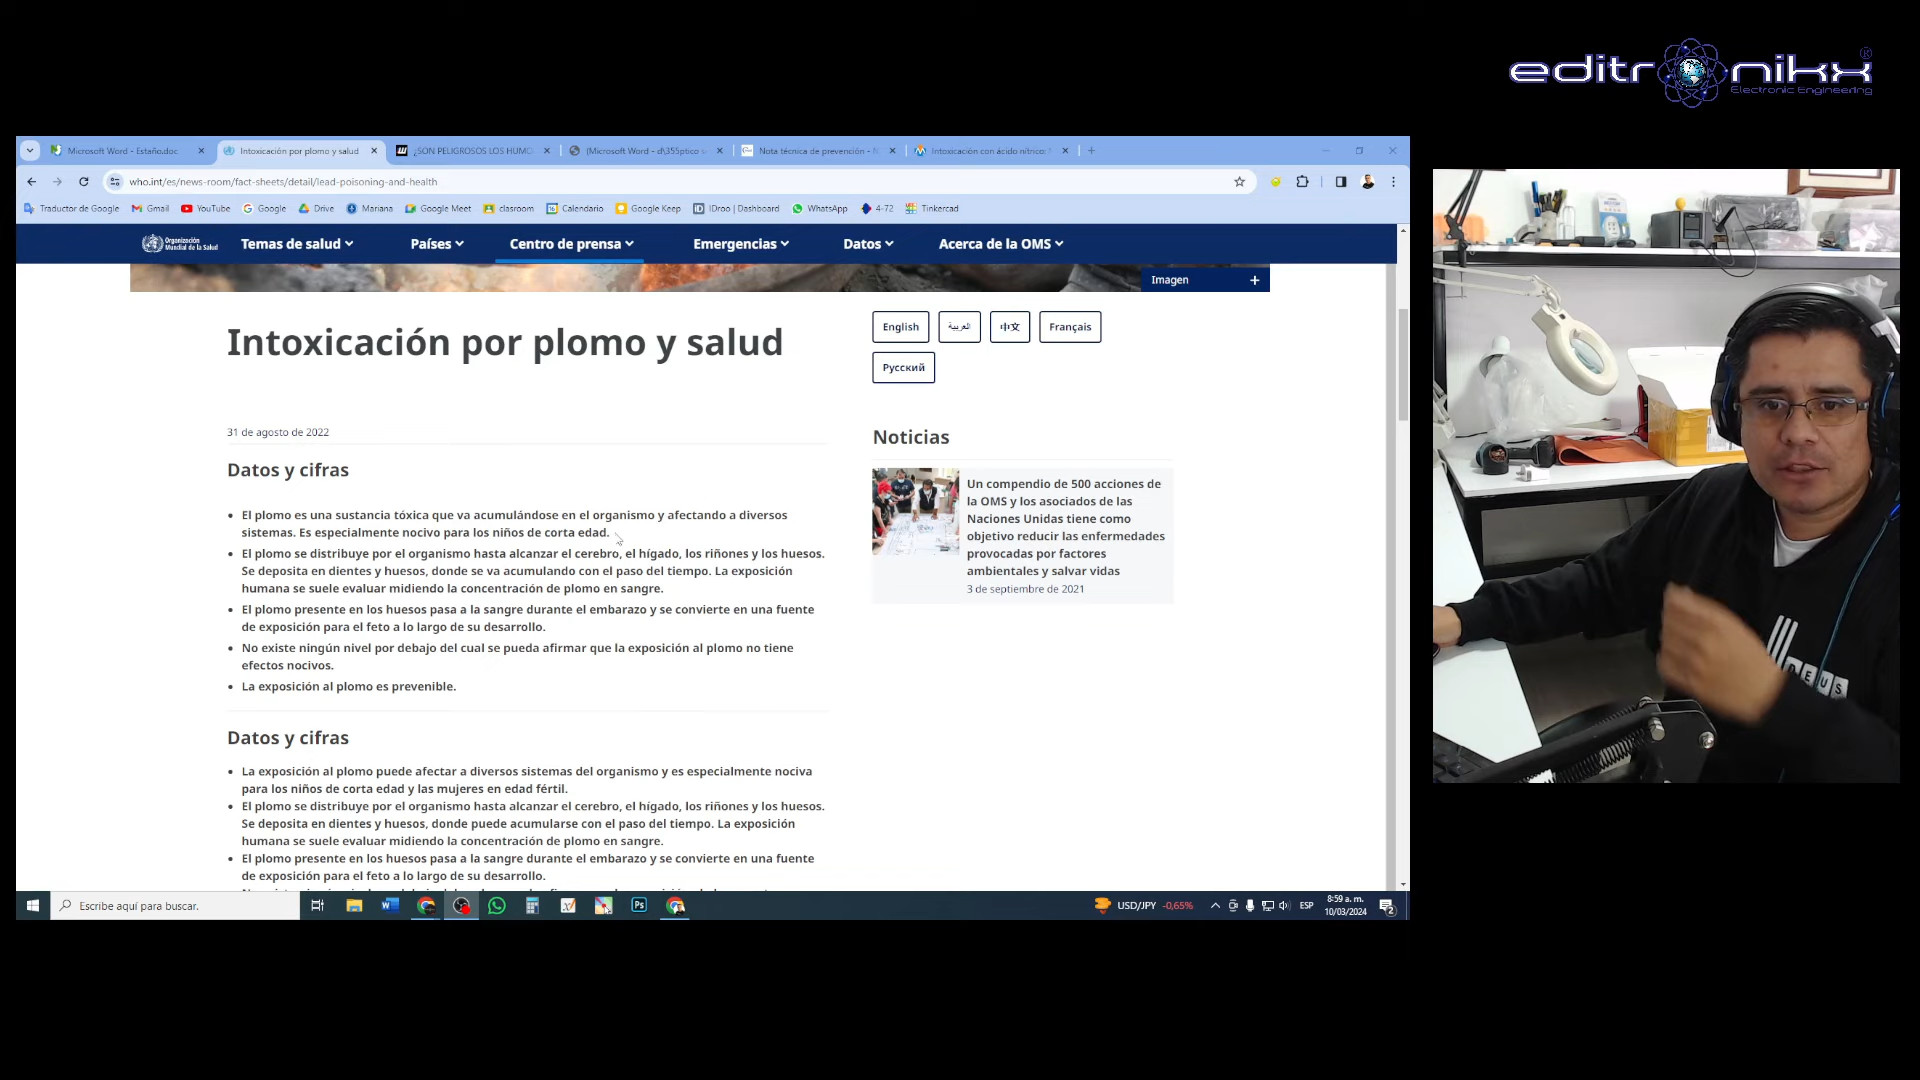 editronikx
Electronic Engineering
Microsoft Word - Estaño.doc
Intoxicación por plomo y salud
¿SON PELIGROSOS LOS HUMO
(Microsoft Word - d\355ptico s
Nota técnica de prevención - N
Intoxicación con ácido nítrico:
who.int/es/news-room/fact-sheets/detail/lead-poisoning-and-health
Traductor de Google Gmail YouTube Google Drive Mariana Google Meet clasroom Calendario Google Keep IDroo | Dashboard WhatsApp 4-72 Tinkercad
Organización
Mundial de la Salud
Temas de salud Países Centro de prensa Emergencias Datos Acerca de la OMS
Imagen +
Intoxicación por plomo y salud
English العربية 中文 Français
Русский
31 de agosto de 2022
Datos y cifras
El plomo es una sustancia tóxica que va acumulándose en el organismo y afectando a diversos
sistemas. Es especialmente nocivo para los niños de corta edad.
El plomo se distribuye por el organismo hasta alcanzar el cerebro, el hígado, los riñones y los huesos.
Se deposita en dientes y huesos, donde se va acumulando con el paso del tiempo. La exposición
humana se suele evaluar midiendo la concentración de plomo en sangre.
El plomo presente en los huesos pasa a la sangre durante el embarazo y se convierte en una fuente
de exposición para el feto a lo largo de su desarrollo.
No existe ningún nivel por debajo del cual se pueda afirmar que la exposición al plomo no tiene
efectos nocivos.
La exposición al plomo es prevenible.
Noticias
Un compendio de 500 acciones de
la OMS y los asociados de las
Naciones Unidas tiene como
objetivo reducir las enfermedades
provocadas por factores
ambientales y salvar vidas
3 de septiembre de 2021
Datos y cifras
La exposición al plomo puede afectar a diversos sistemas del organismo y es especialmente nociva
para los niños de corta edad y las mujeres en edad fértil.
El plomo se distribuye por el organismo hasta alcanzar el cerebro, el hígado, los riñones y los huesos.
Se deposita en dientes y huesos, donde puede acumularse con el paso del tiempo. La exposición
humana se suele evaluar midiendo la concentración de plomo en sangre.
El plomo presente en los huesos pasa a la sangre durante el embarazo y se convierte en una fuente
de exposición para el feto a lo largo de su desarrollo.
Escribe aquí para buscar.
USD/JPY -0,65%
ESP
8:59 a. m.
10/03/2024
2